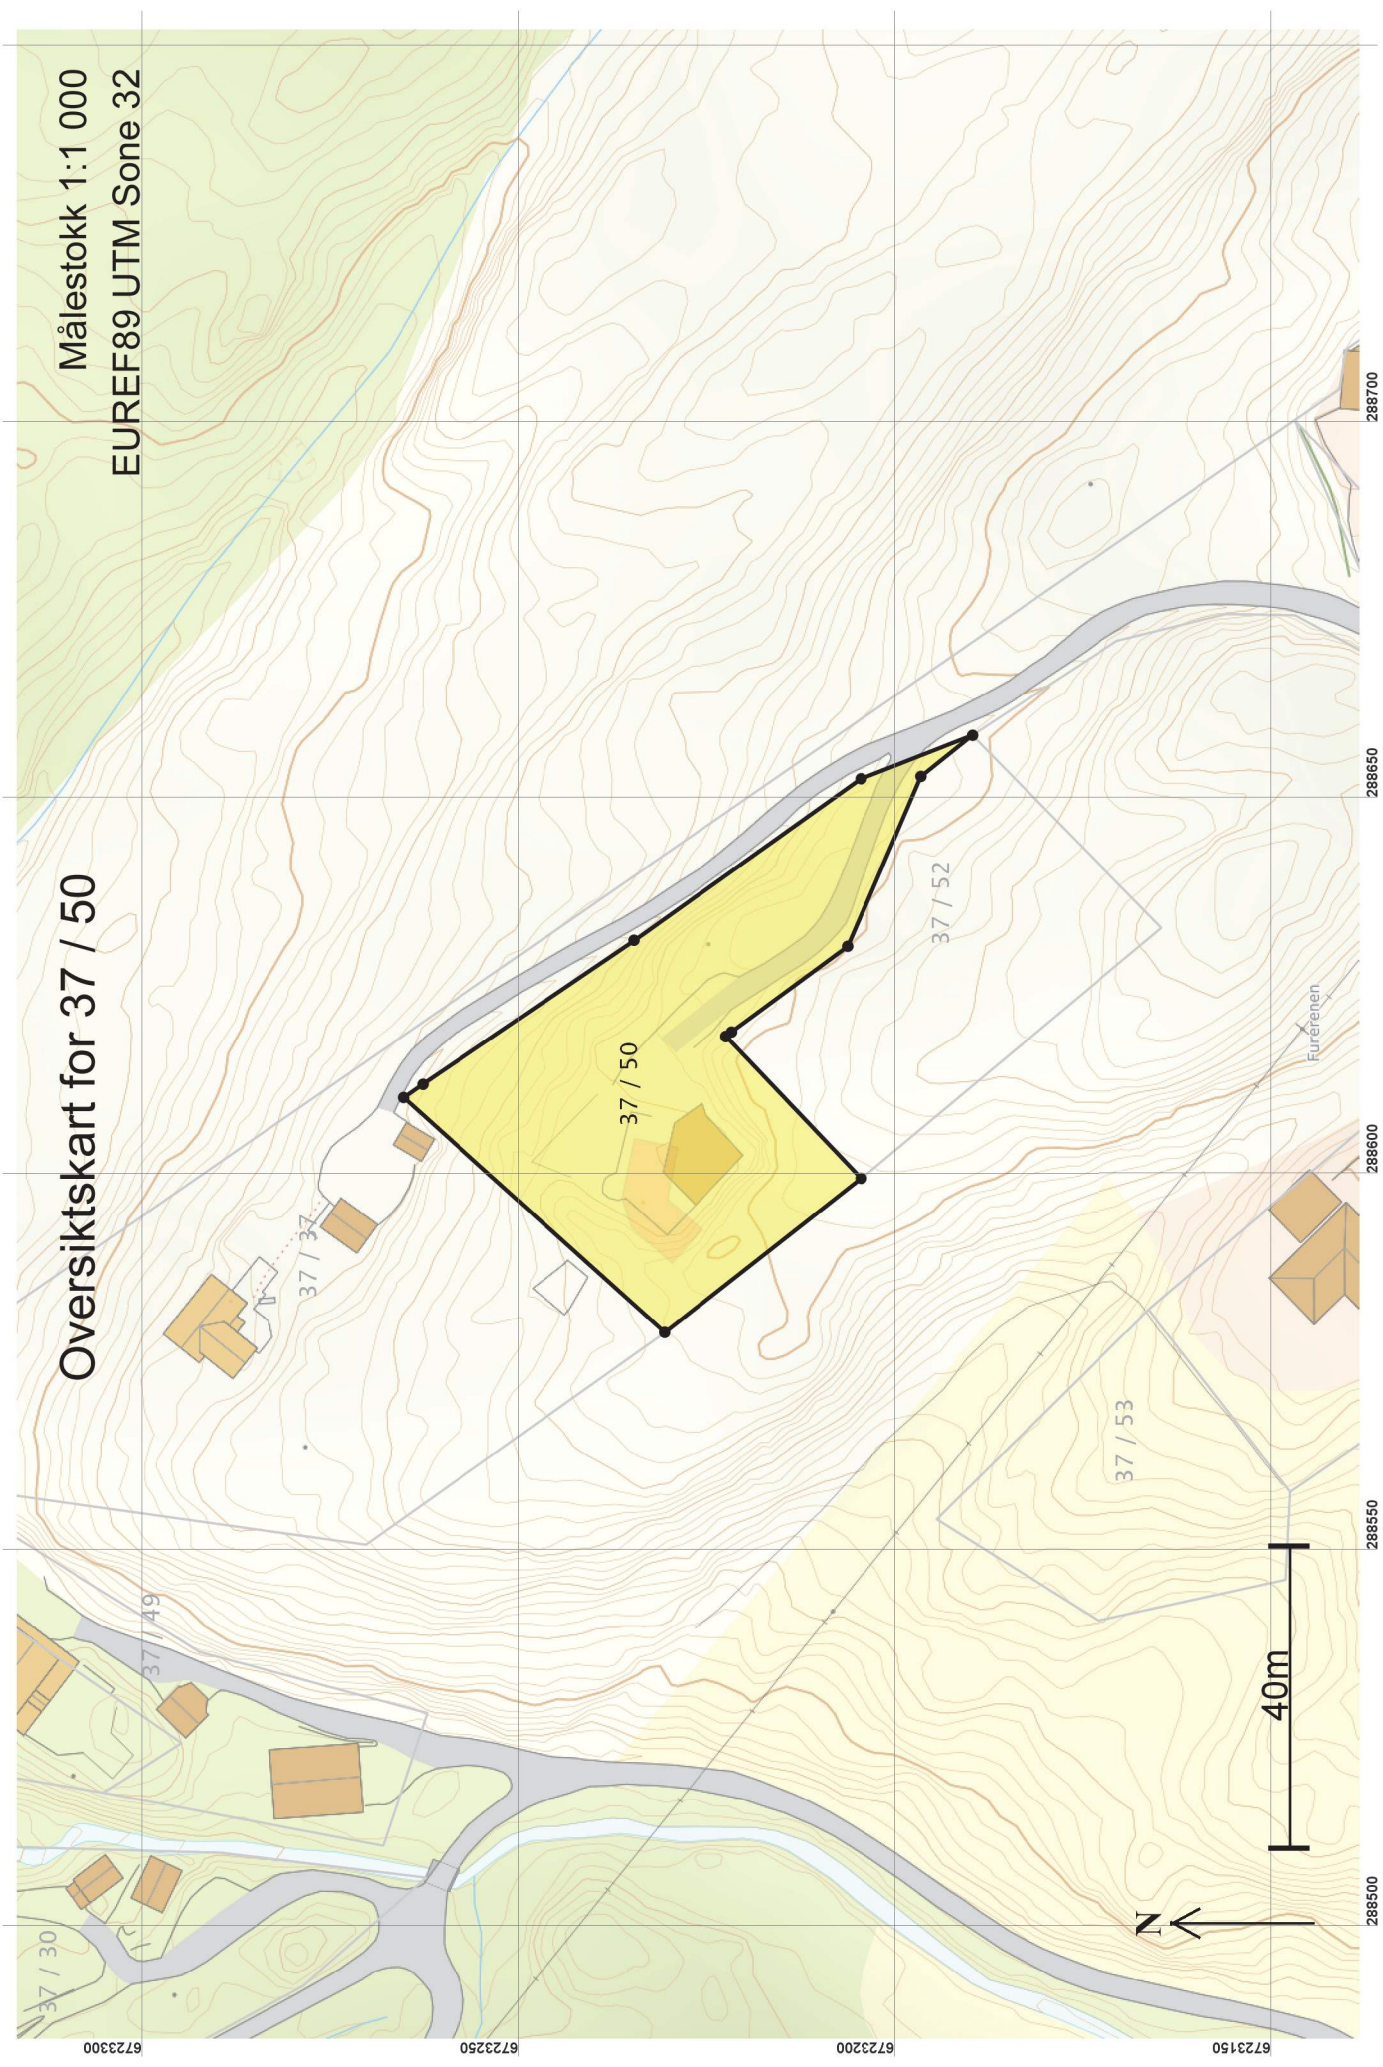 Oversiktskart for 37 / 50
Målestokk 1:1 000
EUREF89 UTM Sone 32
37 / 37
37 / 50
37 / 52
37 / 49
37 / 30
37 / 53
Furerenen
40m
N
6723300
6723250
6723200
6723150
288500
288550
288600
288650
288700